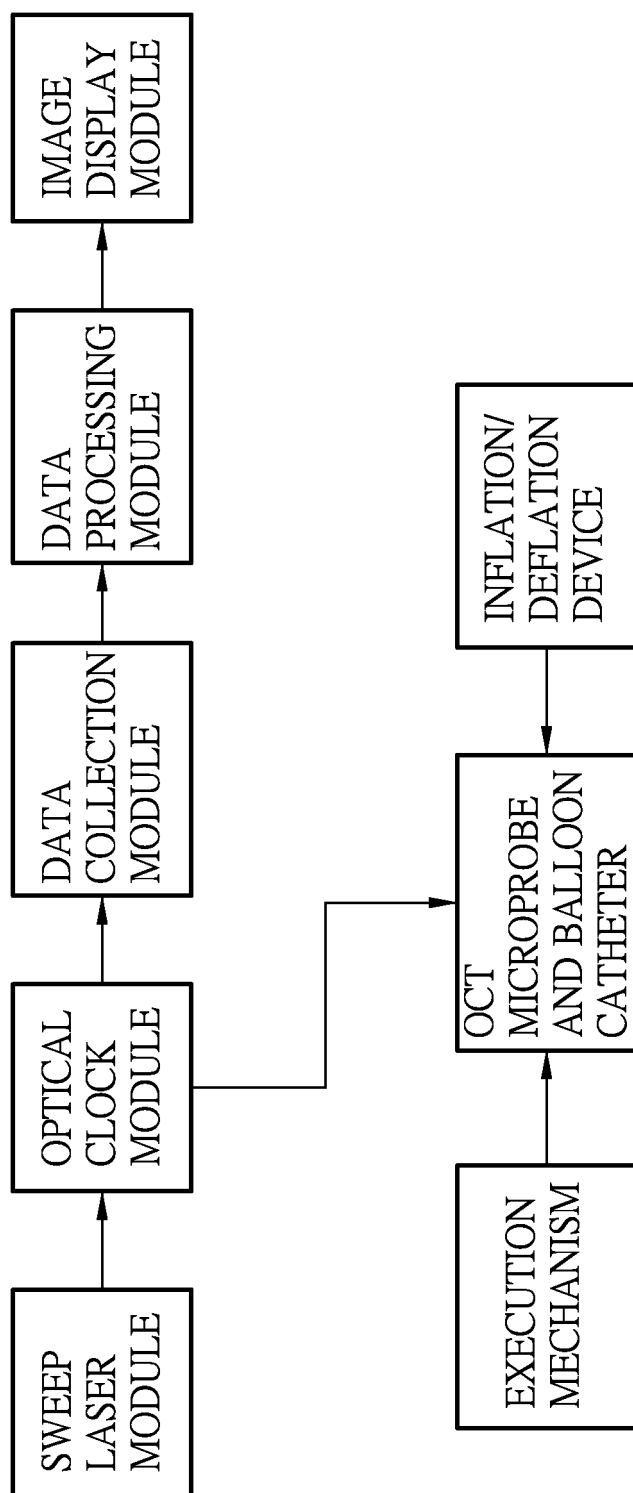 SWEEP
LASER
MODULE
OPTICAL
CLOCK
MODULE
DATA
COLLECTION
MODULE
DATA
PROCESSING
MODULE
IMAGE
DISPLAY
MODULE
EXECUTION
MECHANISM
OCT
MICROPROBE
AND BALLOON
CATHETER
INFLATION/
DEFLATION
DEVICE